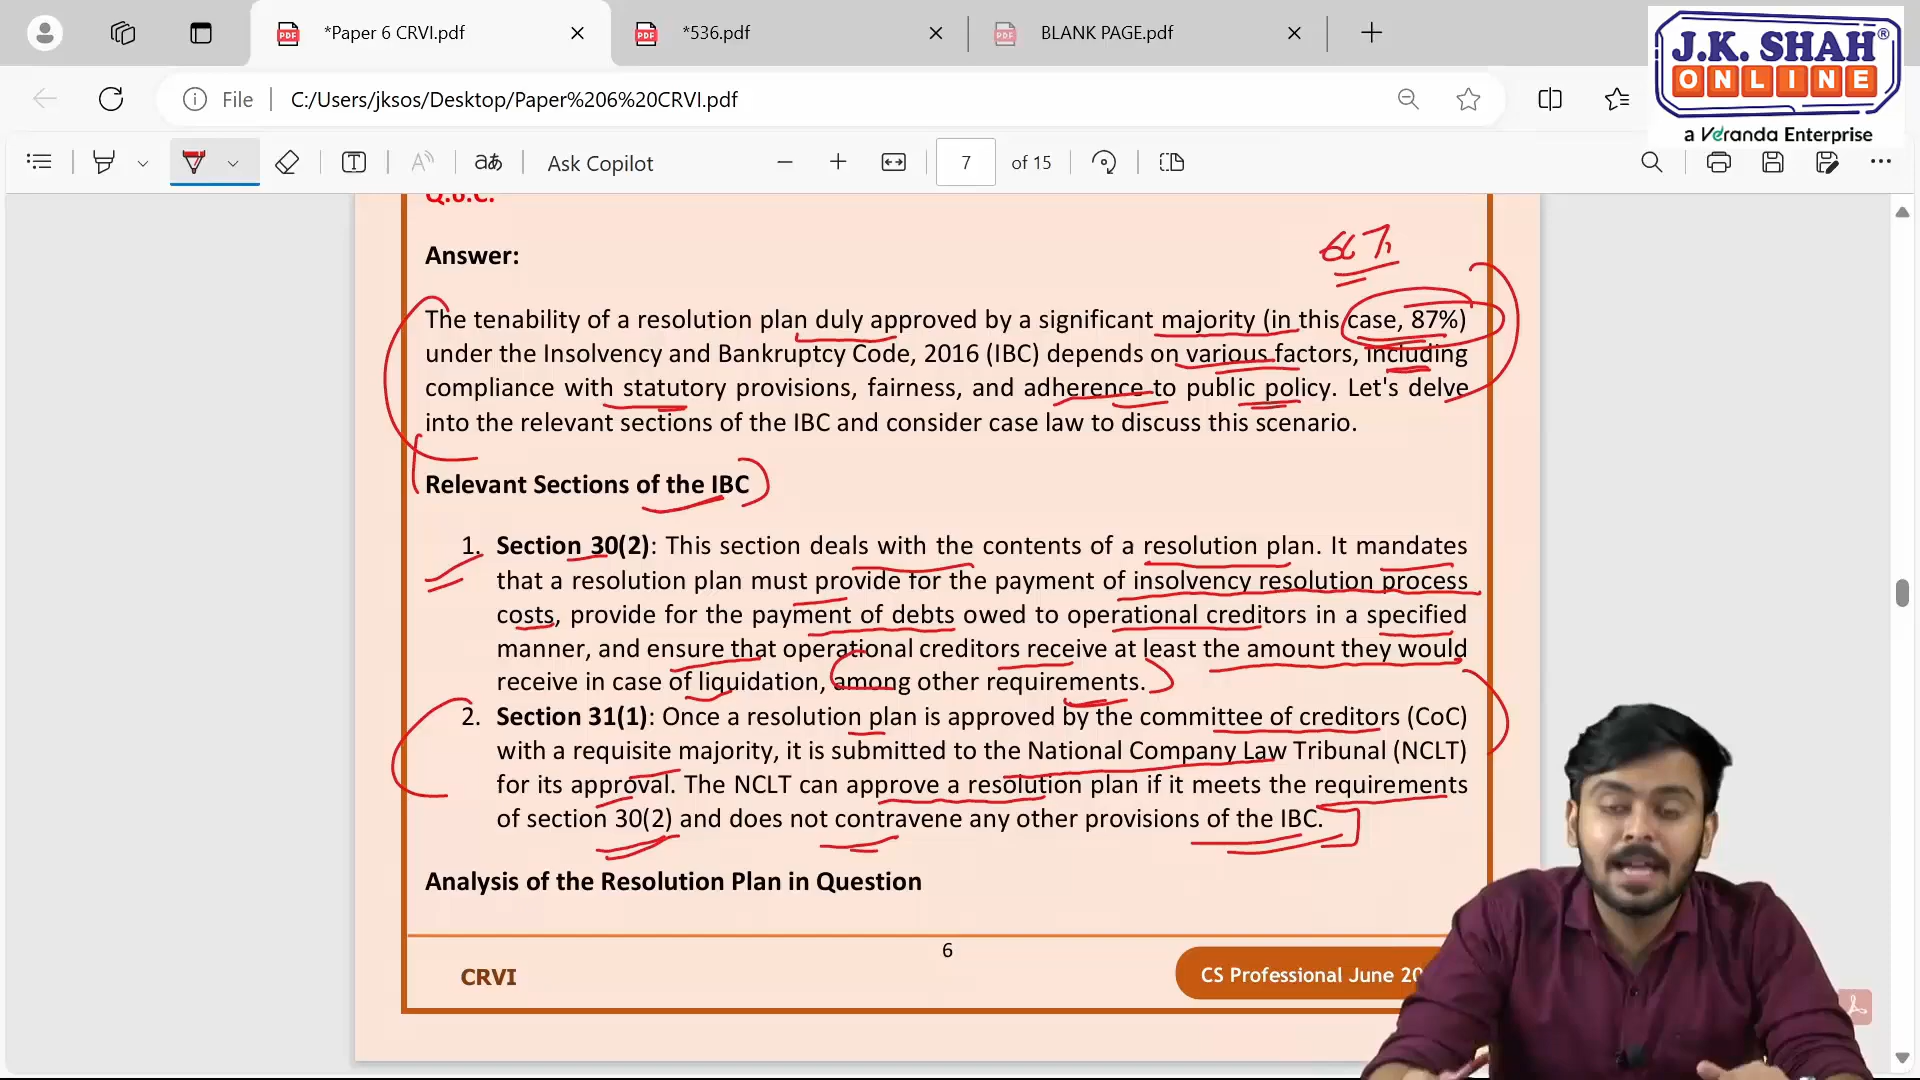 *Paper 6 CRVI.pdf
*536.pdf
BLANK PAGE.pdf
J.K. SHAH®
ONLINE
a Veranda Enterprise
File
C:/Users/jksos/Desktop/Paper%206%20CRVI.pdf
Ask Copilot
7 of 15
Q.6.C.
66%
Answer:
The tenability of a resolution plan duly approved by a significant majority (in this case, 87%)
under the Insolvency and Bankruptcy Code, 2016 (IBC) depends on various factors, including
compliance with statutory provisions, fairness, and adherence to public policy. Let's delve
into the relevant sections of the IBC and consider case law to discuss this scenario.
Relevant Sections of the IBC
1. Section 30(2): This section deals with the contents of a resolution plan. It mandates
that a resolution plan must provide for the payment of insolvency resolution process
costs, provide for the payment of debts owed to operational creditors in a specified
manner, and ensure that operational creditors receive at least the amount they would
receive in case of liquidation, among other requirements.
2. Section 31(1): Once a resolution plan is approved by the committee of creditors (CoC)
with a requisite majority, it is submitted to the National Company Law Tribunal (NCLT)
for its approval. The NCLT can approve a resolution plan if it meets the requirements
of section 30(2) and does not contravene any other provisions of the IBC.
Analysis of the Resolution Plan in Question
6
CRVI
CS Professional June